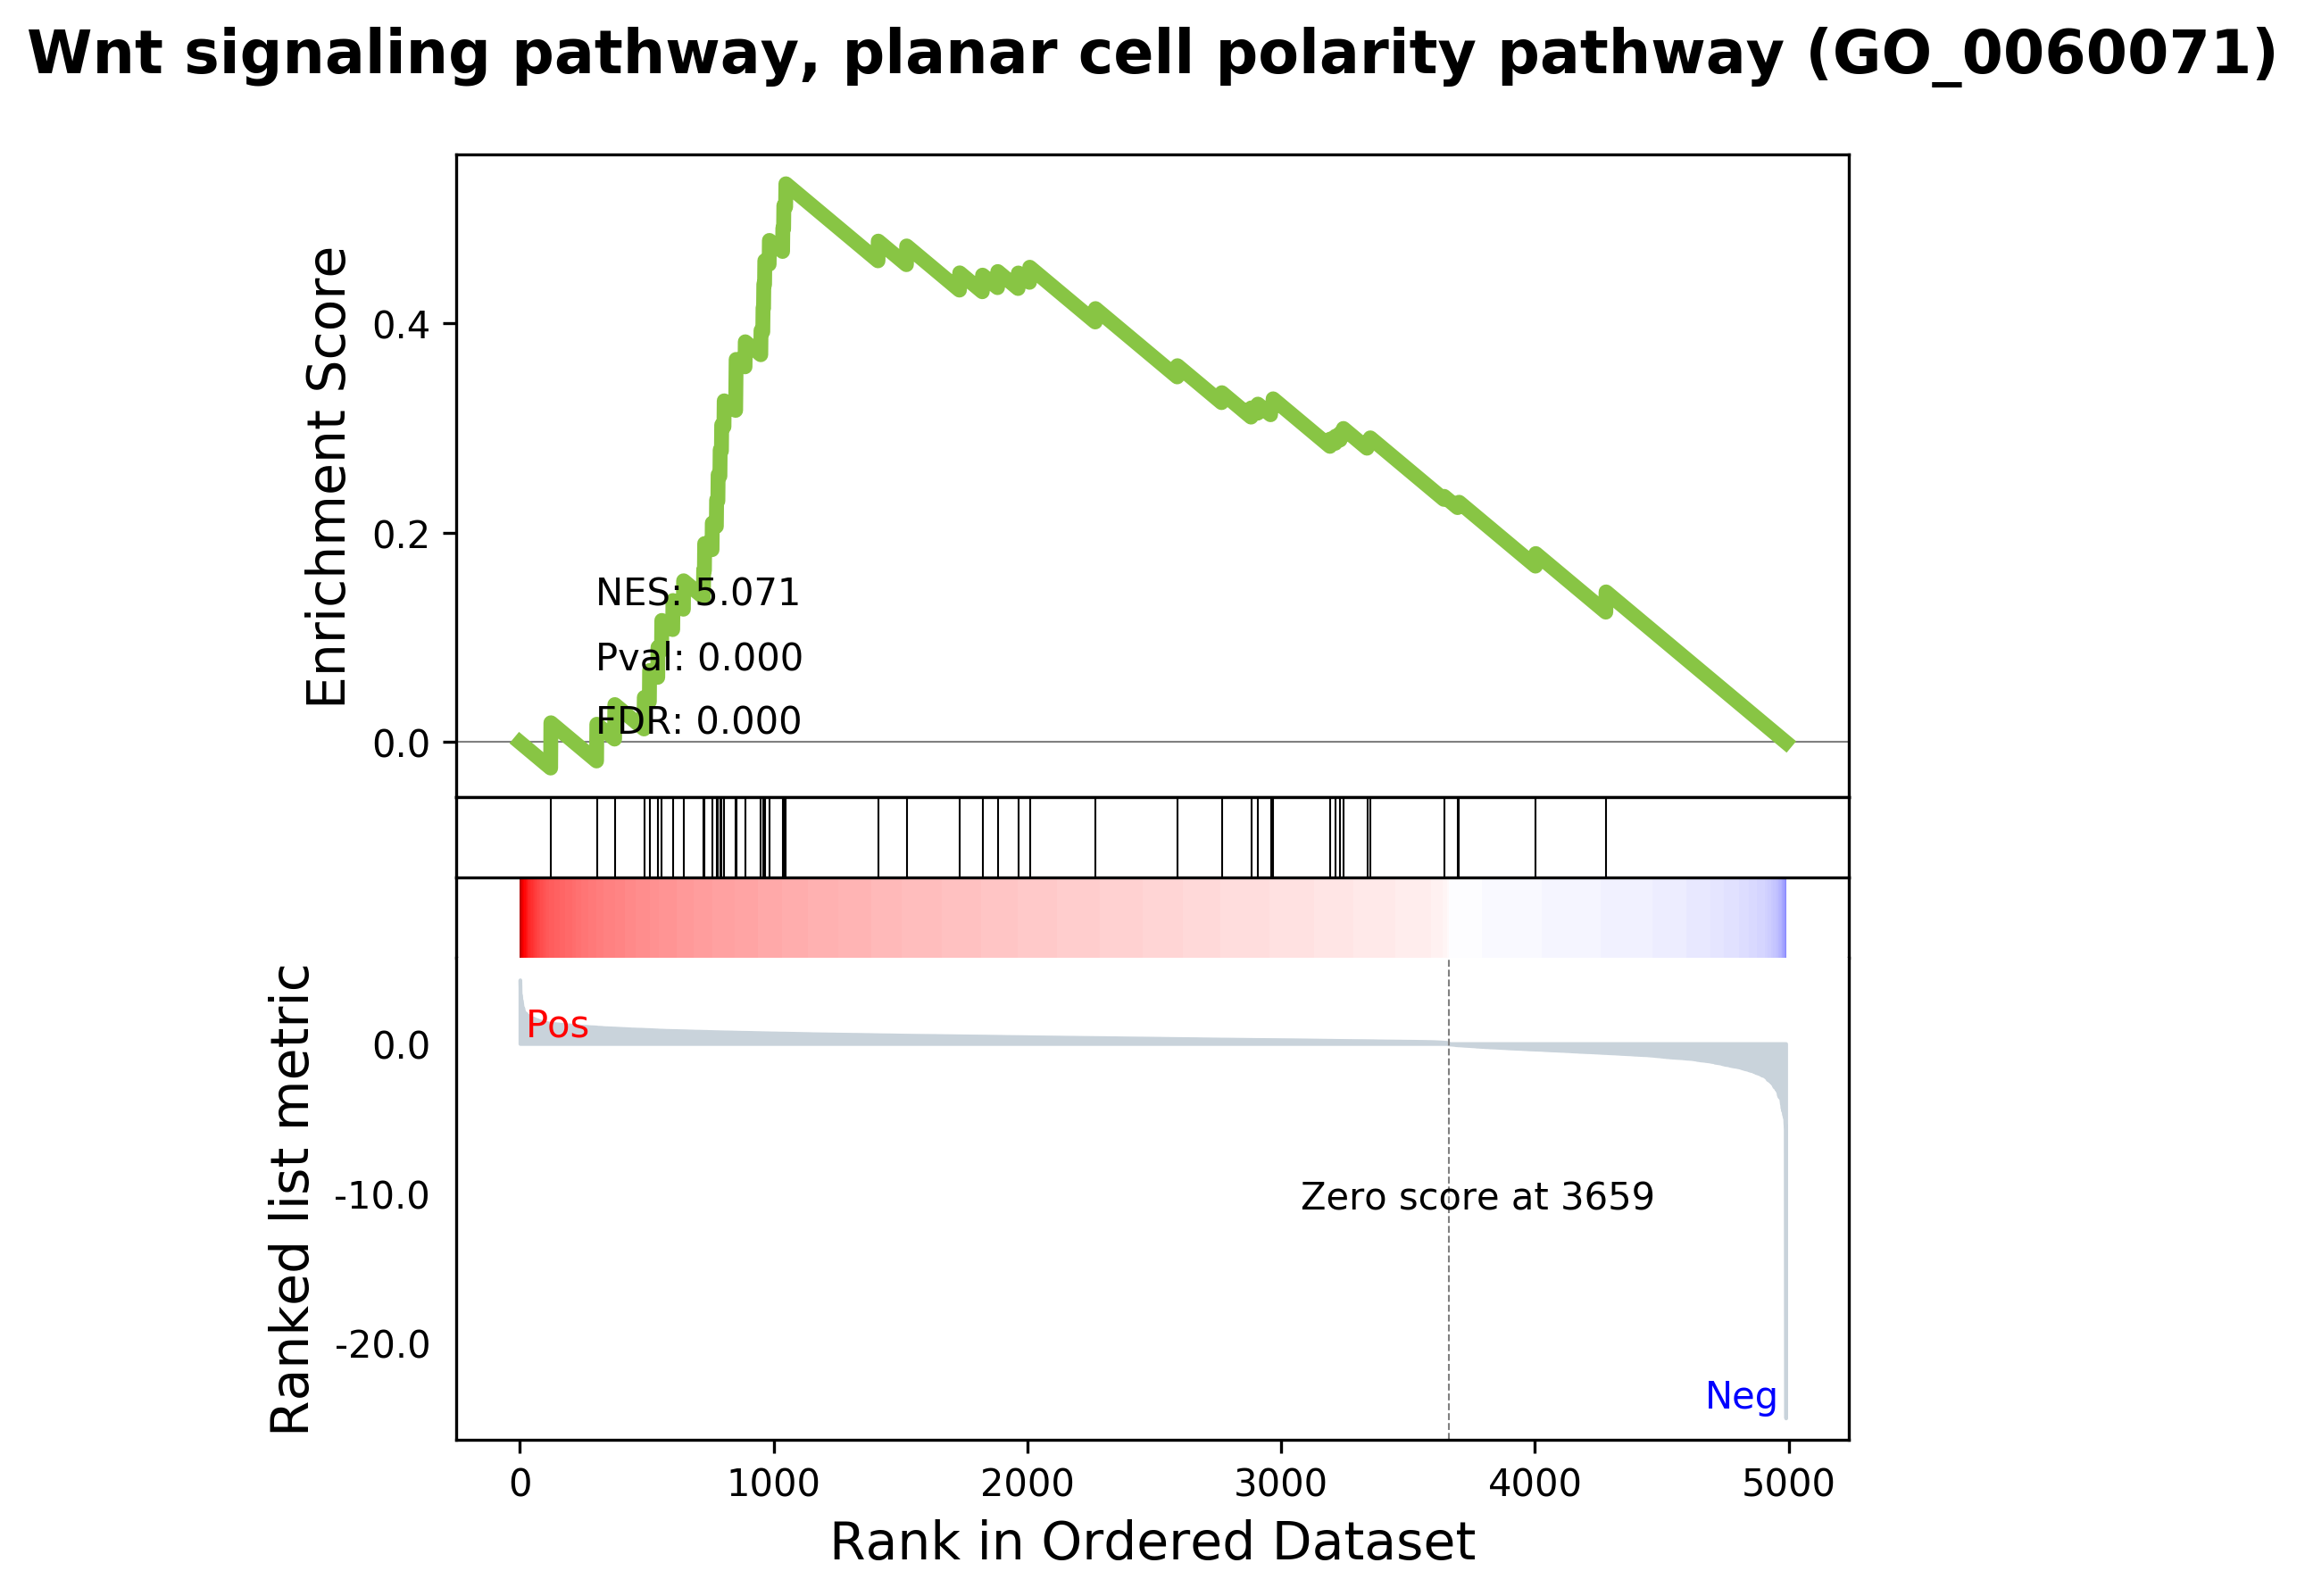 Wnt signaling pathway, planar cell polarity pathway (GO_0060071)
Enrichment Score
0.4
0.2
0.0
NES: 5.071
Pval: 0.000
FDR: 0.000
Ranked list metric
0.0
-10.0
-20.0
Pos
Zero score at 3659
Neg
0 1000 2000 3000 4000 5000
Rank in Ordered Dataset